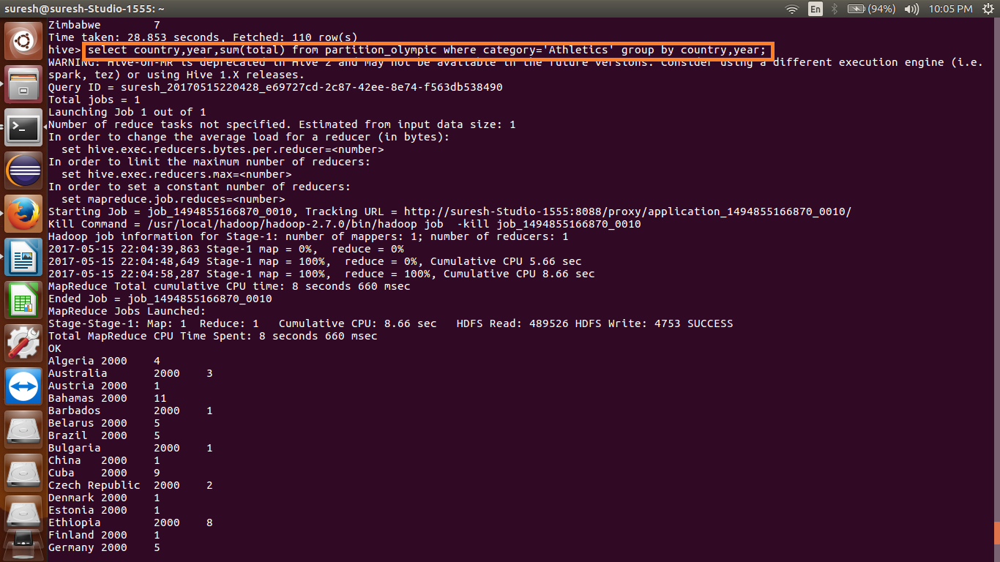 suresh@suresh-Studio-1555: ~
En
(94%)
10:05 PM
Zimbabwe 7
Time taken: 28.853 seconds, Fetched: 110 row(s)
hive> select country,year,sum(total) from partition_olympic where category='Athletics' group by country,year;
WARNING: Hive-on-MR is deprecated in Hive 2 and may not be available in the future versions. Consider using a different execution engine (i.e.
spark, tez) or using Hive 1.X releases.
Query ID = suresh_20170515220428_e69727cd-2c87-42ee-8e74-f563db538490
Total jobs = 1
Launching Job 1 out of 1
Number of reduce tasks not specified. Estimated from input data size: 1
In order to change the average load for a reducer (in bytes):
  set hive.exec.reducers.bytes.per.reducer=<number>
In order to limit the maximum number of reducers:
  set hive.exec.reducers.max=<number>
In order to set a constant number of reducers:
  set mapreduce.job.reduces=<number>
Starting Job = job_1494855166870_0010, Tracking URL = http://suresh-Studio-1555:8088/proxy/application_1494855166870_0010/
Kill Command = /usr/local/hadoop/hadoop-2.7.0/bin/hadoop job  -kill job_1494855166870_0010
Hadoop job information for Stage-1: number of mappers: 1; number of reducers: 1
2017-05-15 22:04:39,863 Stage-1 map = 0%,  reduce = 0%
2017-05-15 22:04:48,649 Stage-1 map = 100%,  reduce = 0%, Cumulative CPU 5.66 sec
2017-05-15 22:04:58,287 Stage-1 map = 100%,  reduce = 100%, Cumulative CPU 8.66 sec
MapReduce Total cumulative CPU time: 8 seconds 660 msec
Ended Job = job_1494855166870_0010
MapReduce Jobs Launched:
Stage-Stage-1: Map: 1  Reduce: 1   Cumulative CPU: 8.66 sec   HDFS Read: 489526 HDFS Write: 4753 SUCCESS
Total MapReduce CPU Time Spent: 8 seconds 660 msec
OK
Algeria 2000    4
Australia       2000    3
Austria 2000    1
Bahamas 2000    11
Barbados        2000    1
Belarus 2000    5
Brazil  2000    5
Bulgaria        2000    1
China   2000    1
Cuba    2000    9
Czech Republic  2000    2
Denmark 2000    1
Estonia 2000    1
Ethiopia        2000    8
Finland 2000    1
Germany 2000    5